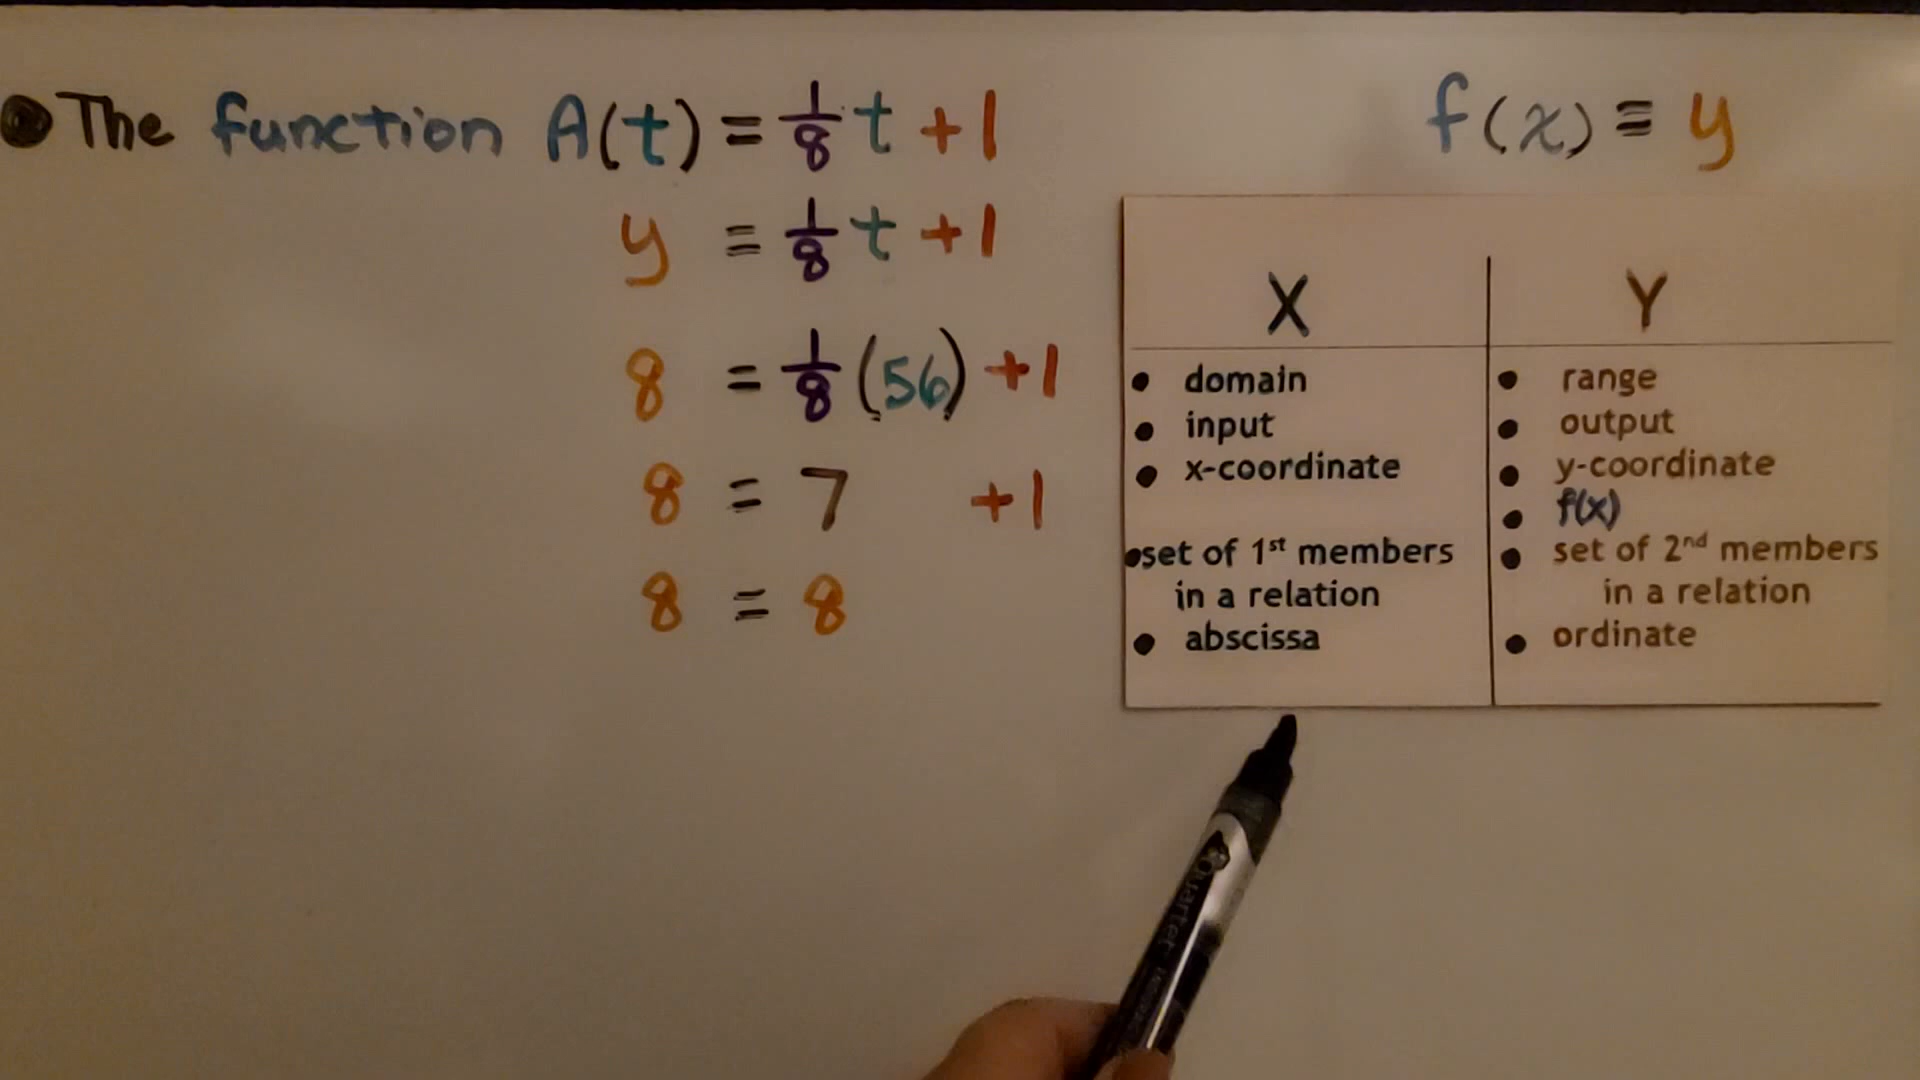 The function A(t) = 1/8 t + 1
y = 1/8 t + 1
8 = 1/8 (56) + 1
8 = 7 + 1
8 = 8
f(x) ≡ y
X Y
• domain • range
• input • output
• x-coordinate • y-coordinate
• f(x)
• set of 1st members • set of 2nd members
in a relation in a relation
• abscissa • ordinate
Quartet